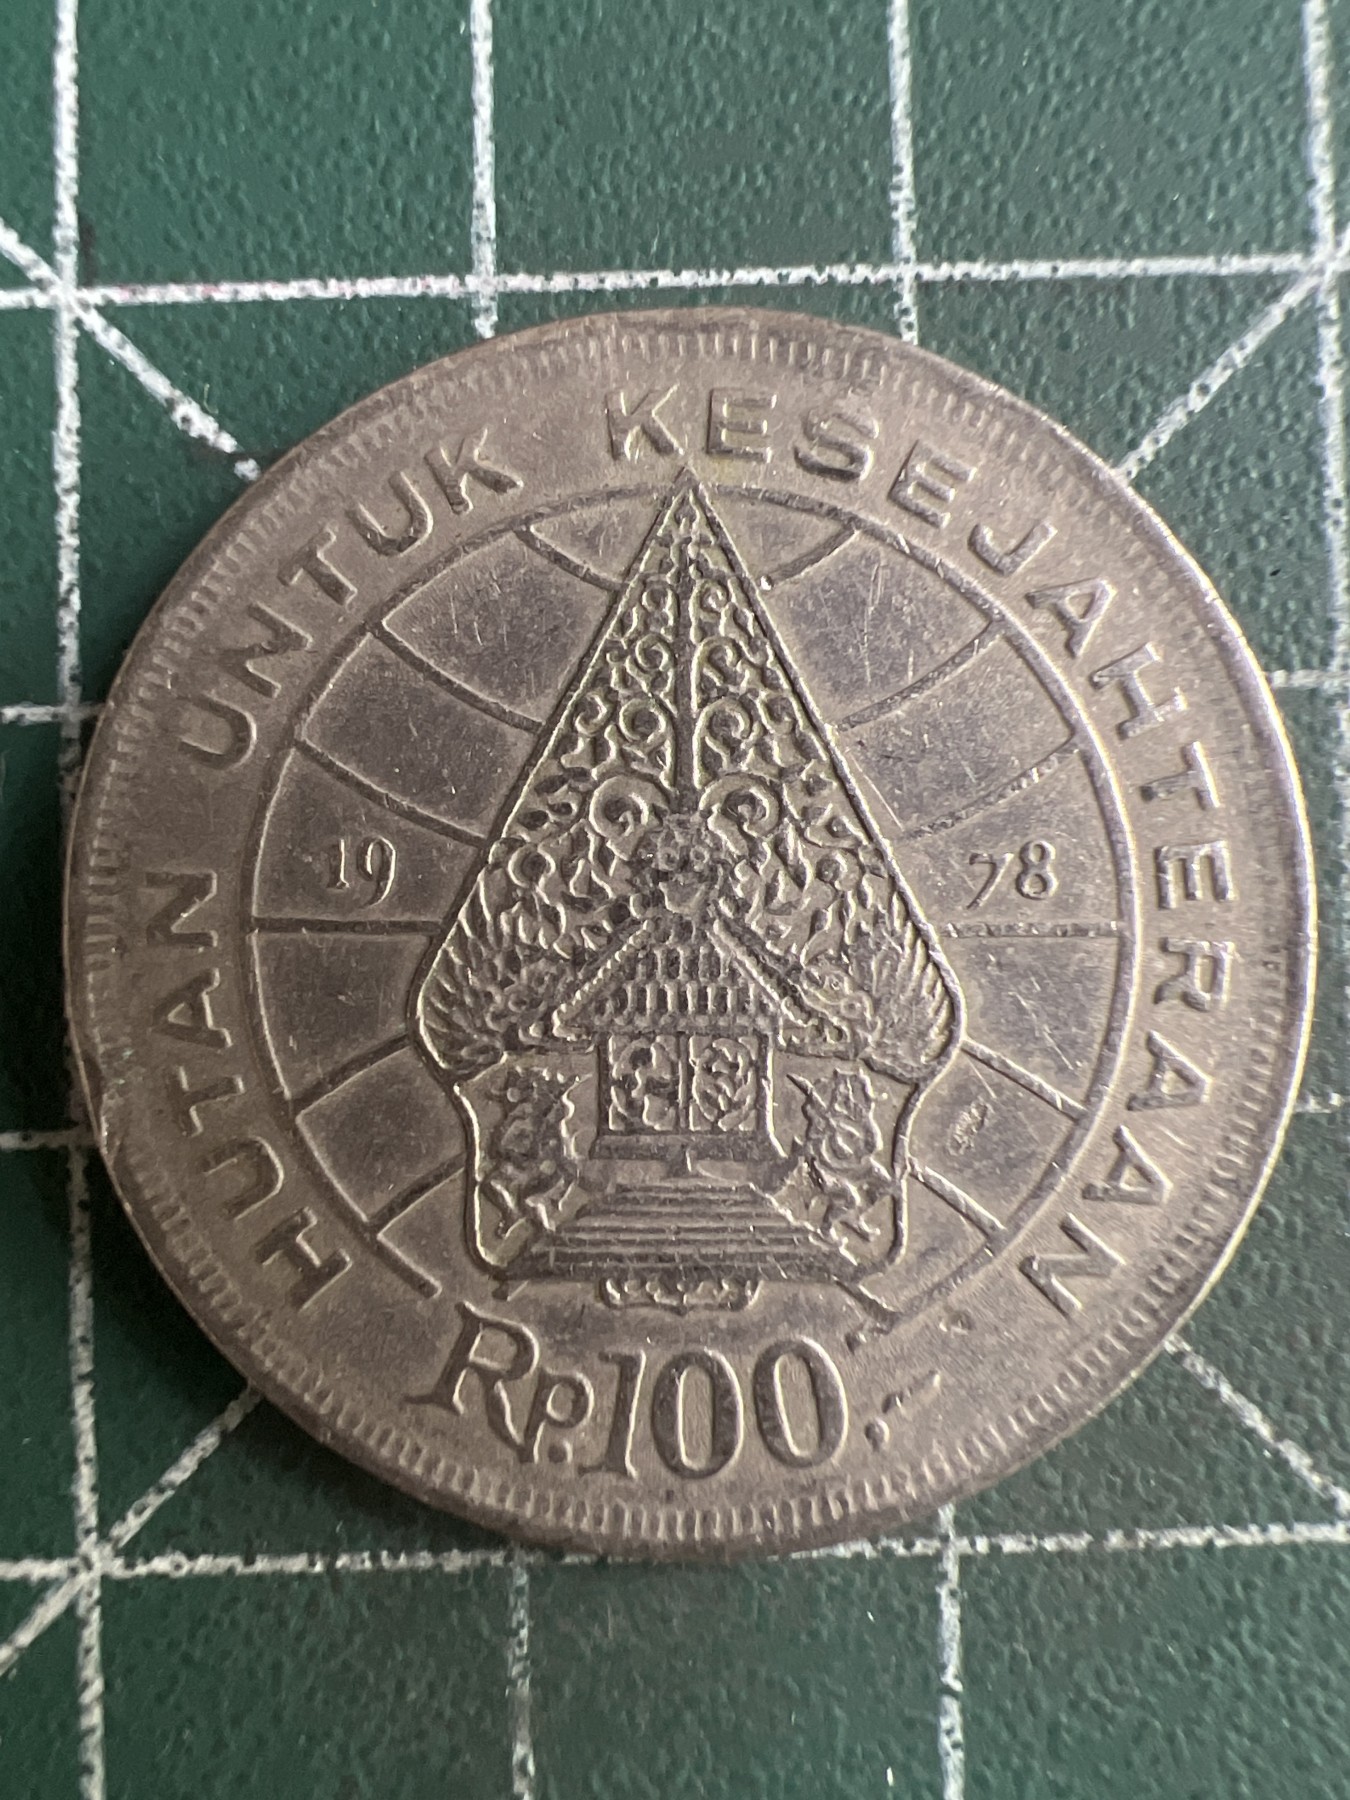 HUTAN UNTUK KESEJAHTERAAN
19 78
Rp.100,-